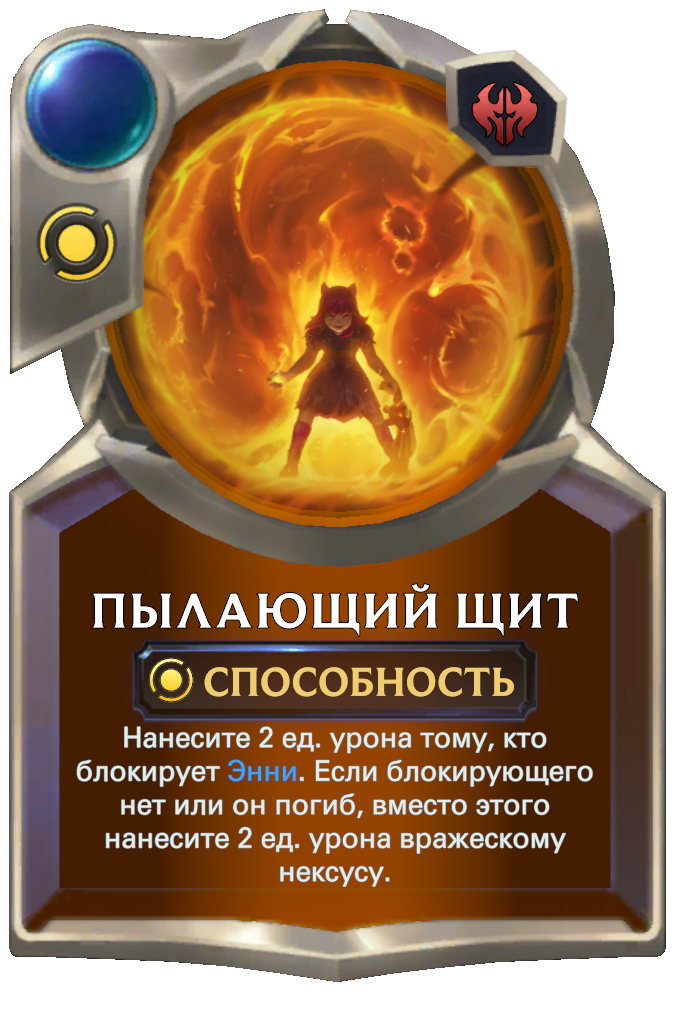 ПЫЛАЮЩИЙ ЩИТ
СПОСОБНОСТЬ
Нанесите 2 ед. урона тому, кто
блокирует Энни. Если блокирующего
нет или он погиб, вместо этого
нанесите 2 ед. урона вражескому
нексусу.